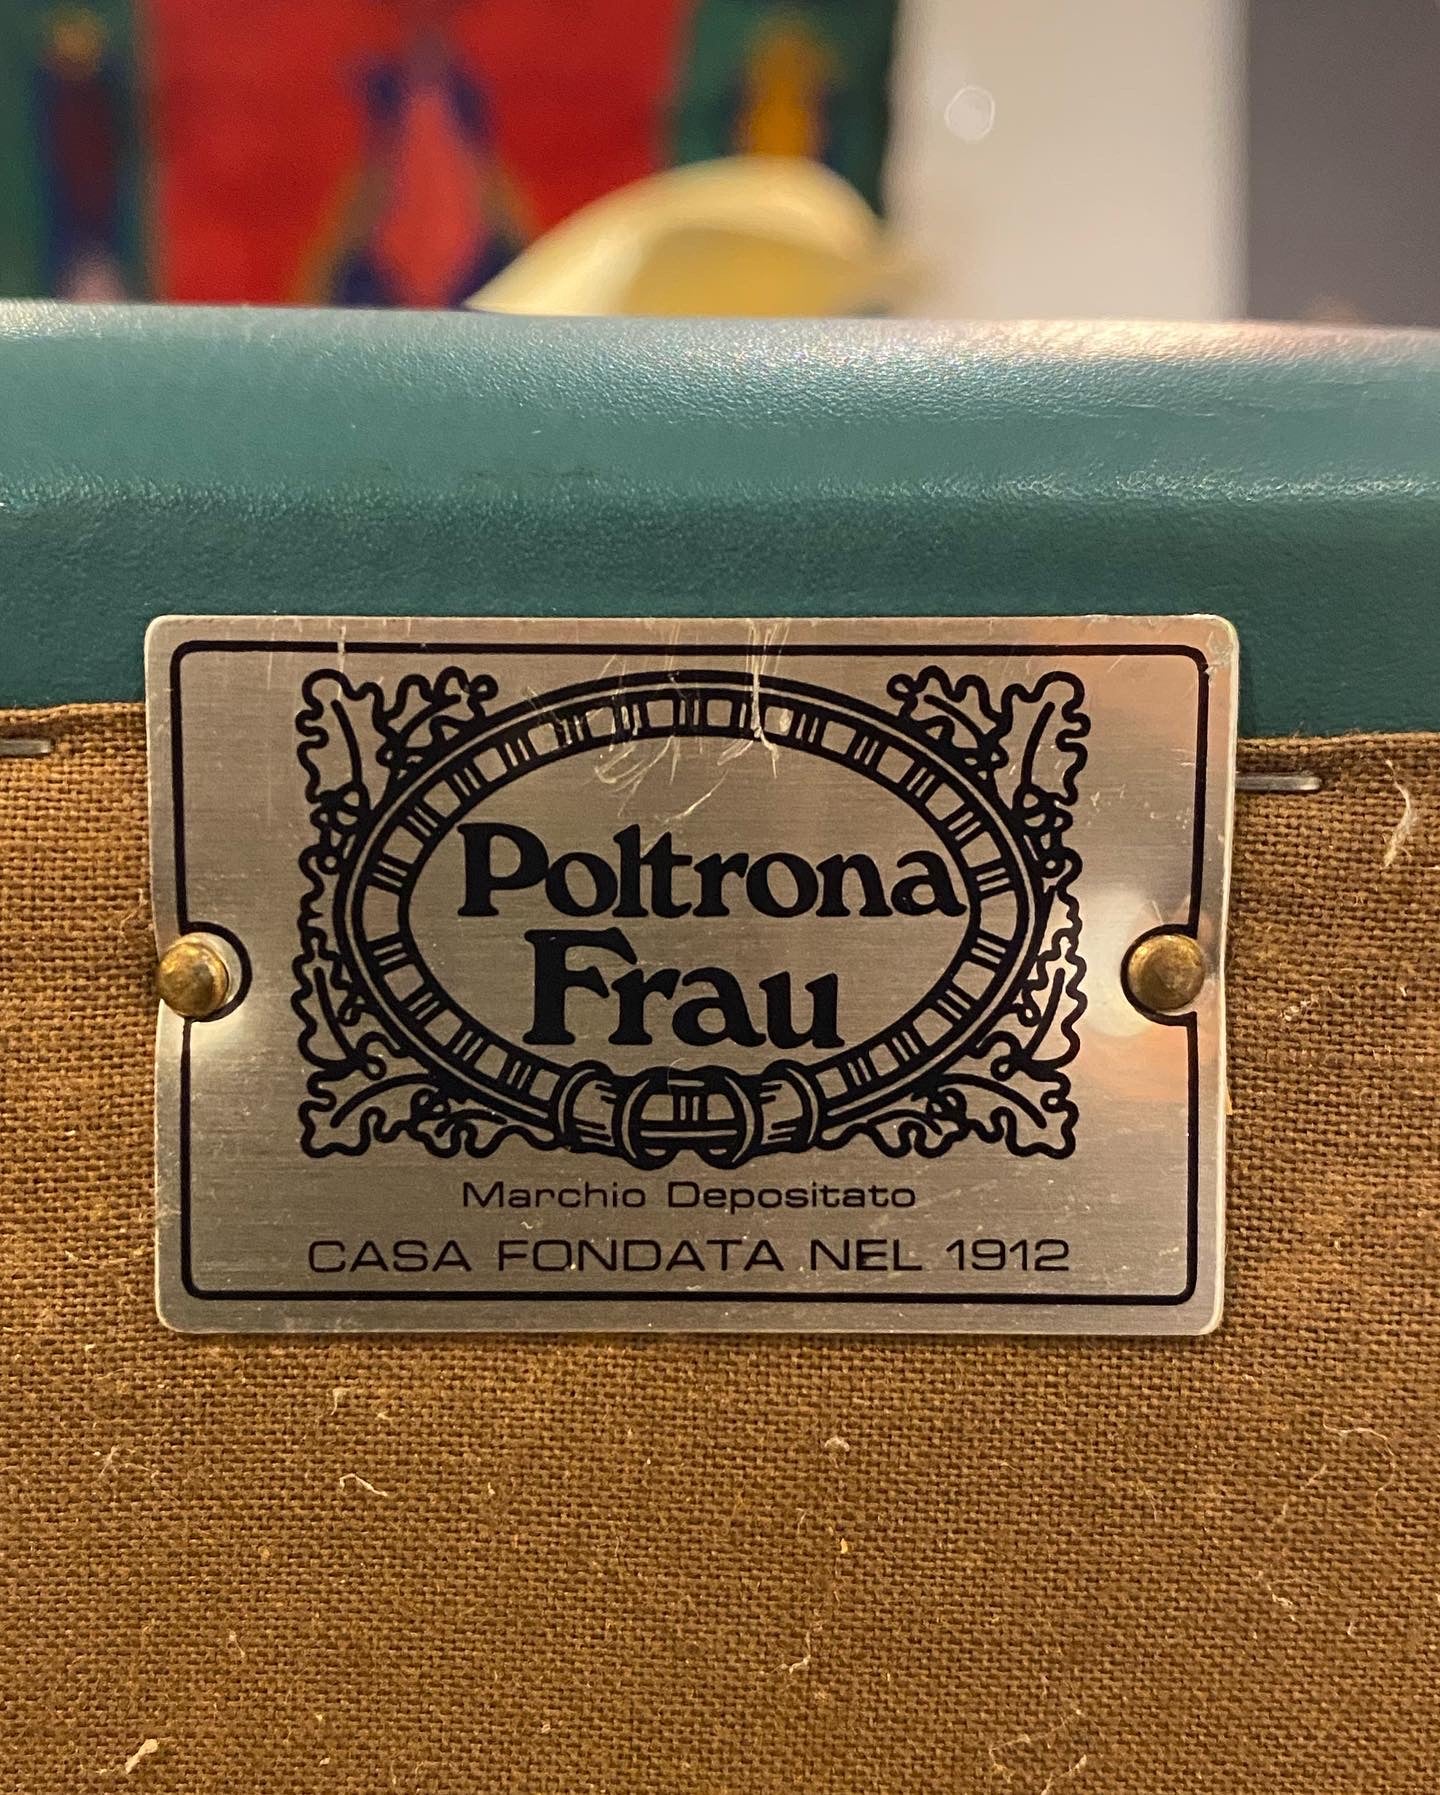 Poltrona
Frau
Marchio Depositato
CASA FONDATA NEL 1912